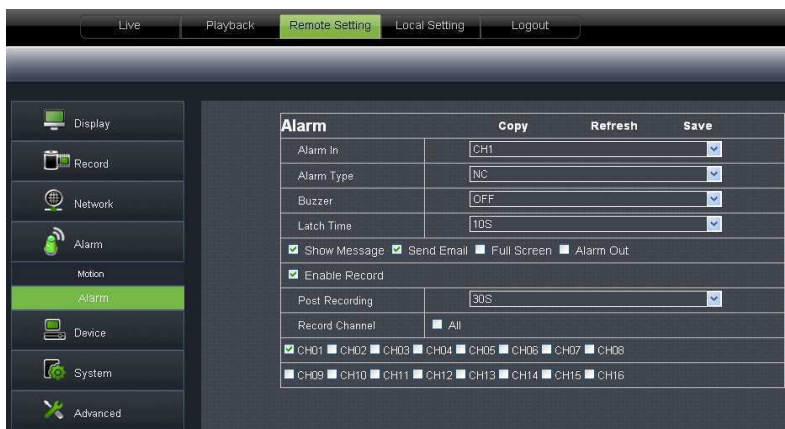 Live Playback Remote Setting Local Setting Logout
Display
Record
Network
Alarm
Motion
Alarm
Device
System
Advanced
Alarm Copy Refresh Save
Alarm In CH1
Alarm Type NC
Buzzer OFF
Latch Time 10S
Show Message Send Email Full Screen Alarm Out
Enable Record
Post Recording 30S
Record Channel All
CH01 CH02 CH03 CH04 CH05 CH06 CH07 CH08
CH09 CH10 CH11 CH12 CH13 CH14 CH15 CH16